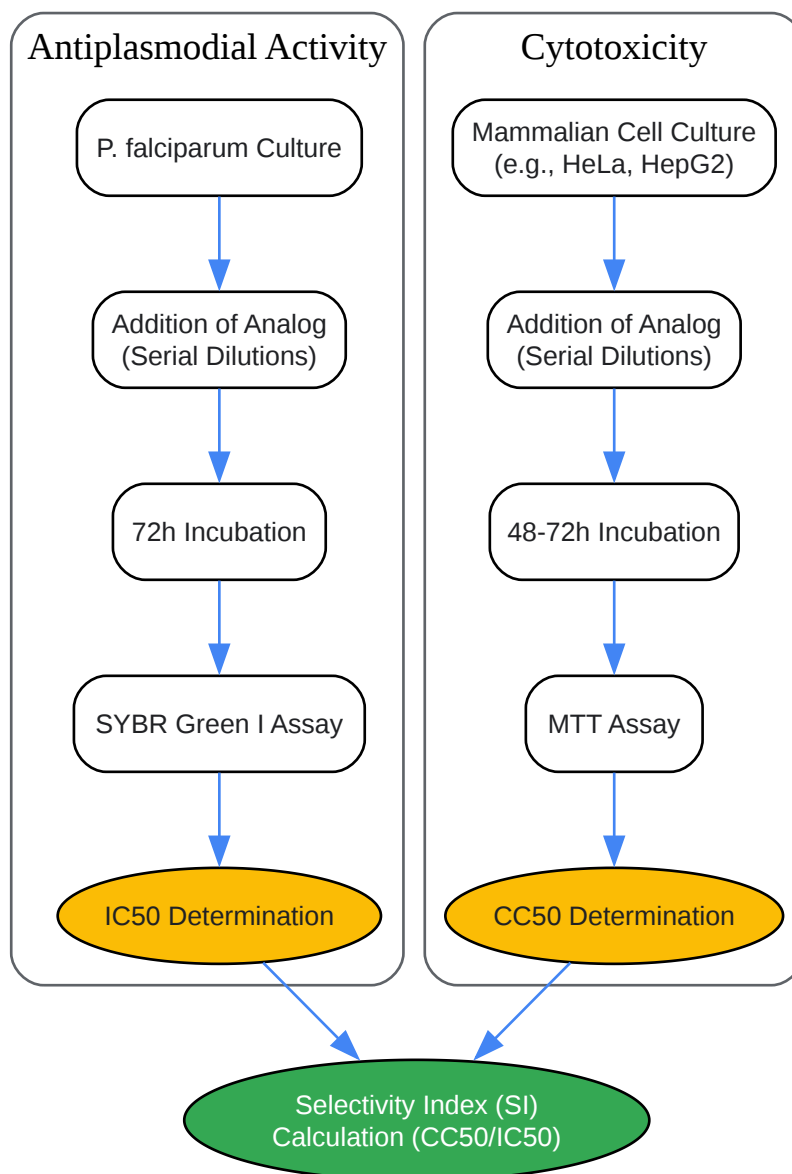 Antiplasmodial Activity
P. falciparum Culture
Addition of Analog
(Serial Dilutions)
72h Incubation
SYBR Green I Assay
IC50 Determination
Cytotoxicity
Mammalian Cell Culture
(e.g., HeLa, HepG2)
Addition of Analog
(Serial Dilutions)
48-72h Incubation
MTT Assay
CC50 Determination
Selectivity Index (SI)
Calculation (CC50/IC50)